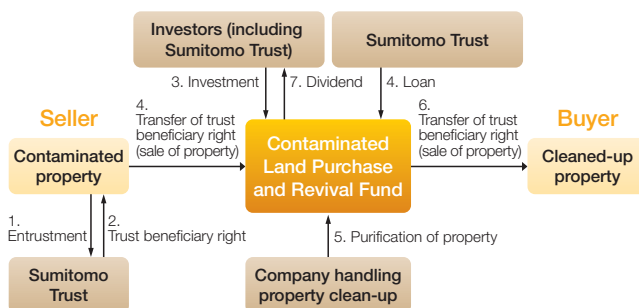 Investors (including
Sumitomo Trust)
Sumitomo Trust
3. Investment
7. Dividend
4. Loan
Seller
4.
Transfer of trust
beneficiary right
(sale of property)
6.
Transfer of trust
beneficiary right
(sale of property)
Buyer
Contaminated
property
Contaminated
Land Purchase
and Revival Fund
Cleaned-up
property
1.
Entrustment
2.
Trust beneficiary right
5. Purification of property
Sumitomo
Trust
Company handling
property clean-up